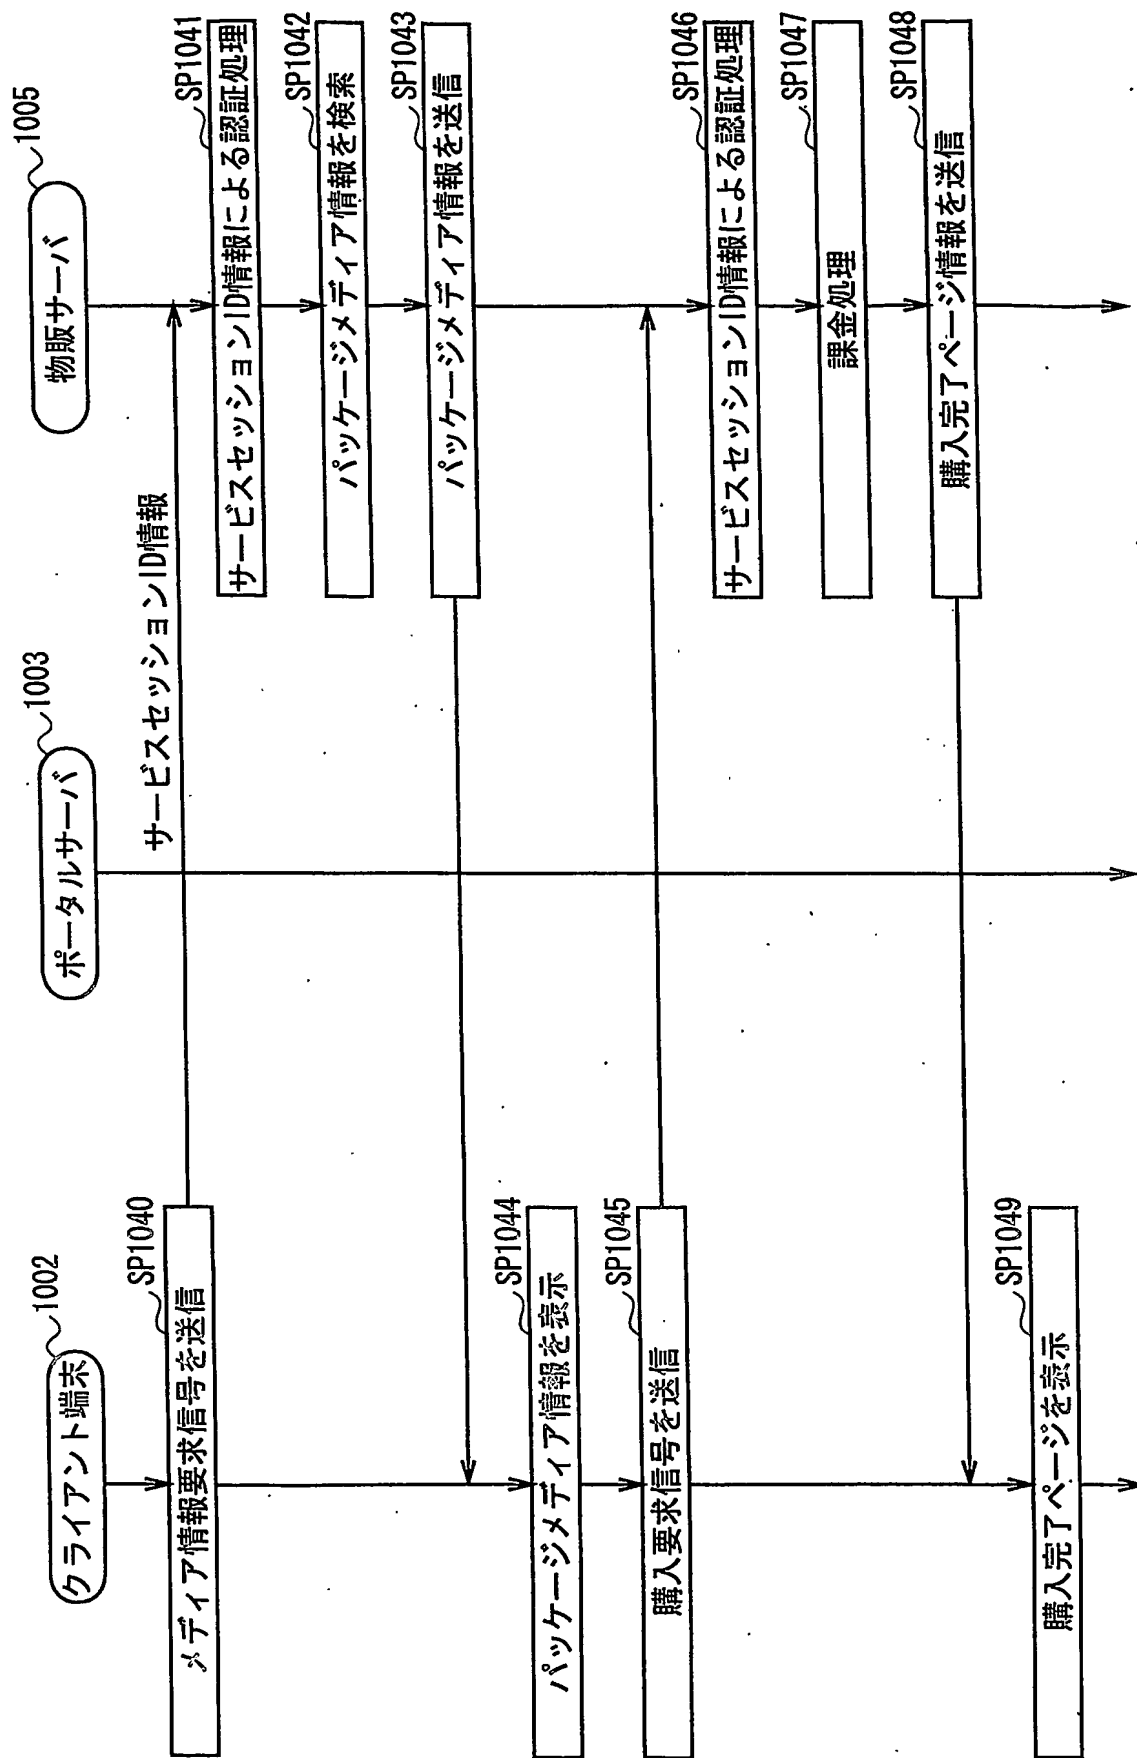 クライアント端末
1002
ポータルサーバ
1003
物販サーバ
1005
SP1040
メディア情報要求信号を送信
サービスセッションID情報
SP1041
サービスセッションID情報による認証処理
SP1042
パッケージメディア情報を検索
SP1043
パッケージメディア情報を送信
SP1044
パッケージメディア情報を表示
SP1045
購入要求信号を送信
SP1046
サービスセッションID情報による認証処理
SP1047
課金処理
SP1048
購入完了ページ情報を送信
SP1049
購入完了ページを表示